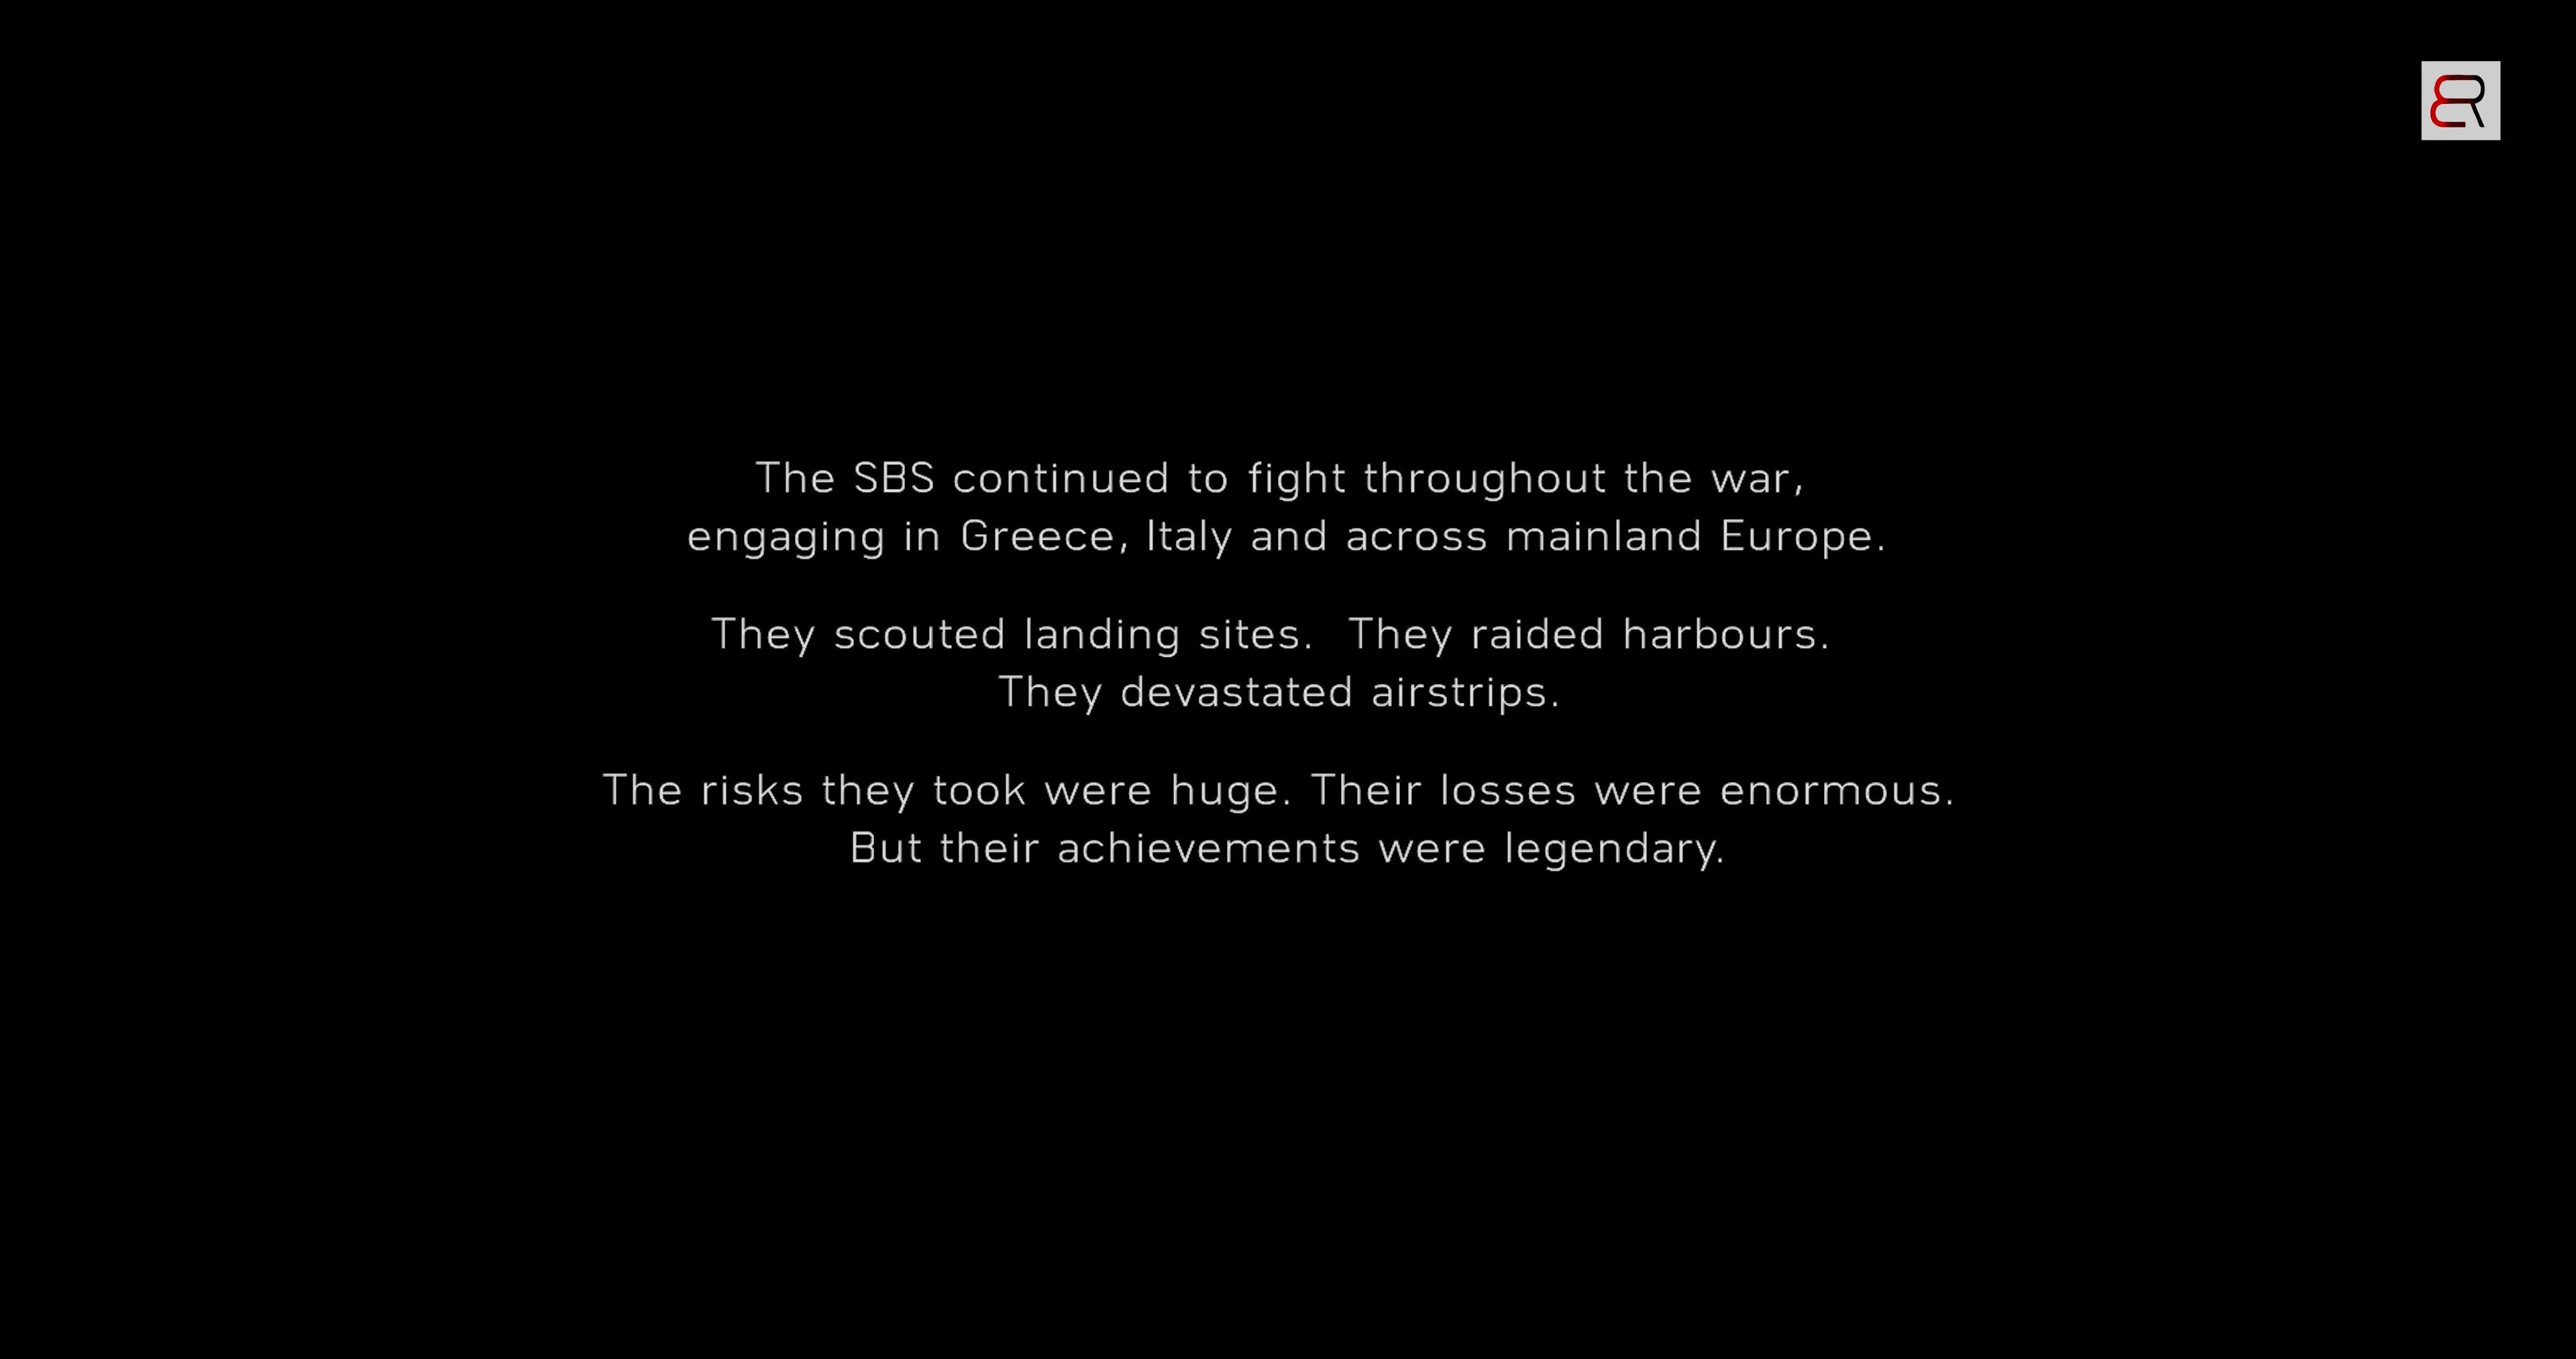 The SBS continued to fight throughout the war,
engaging in Greece, Italy and across mainland Europe.
They scouted landing sites.  They raided harbours.
They devastated airstrips.
The risks they took were huge. Their losses were enormous.
But their achievements were legendary.